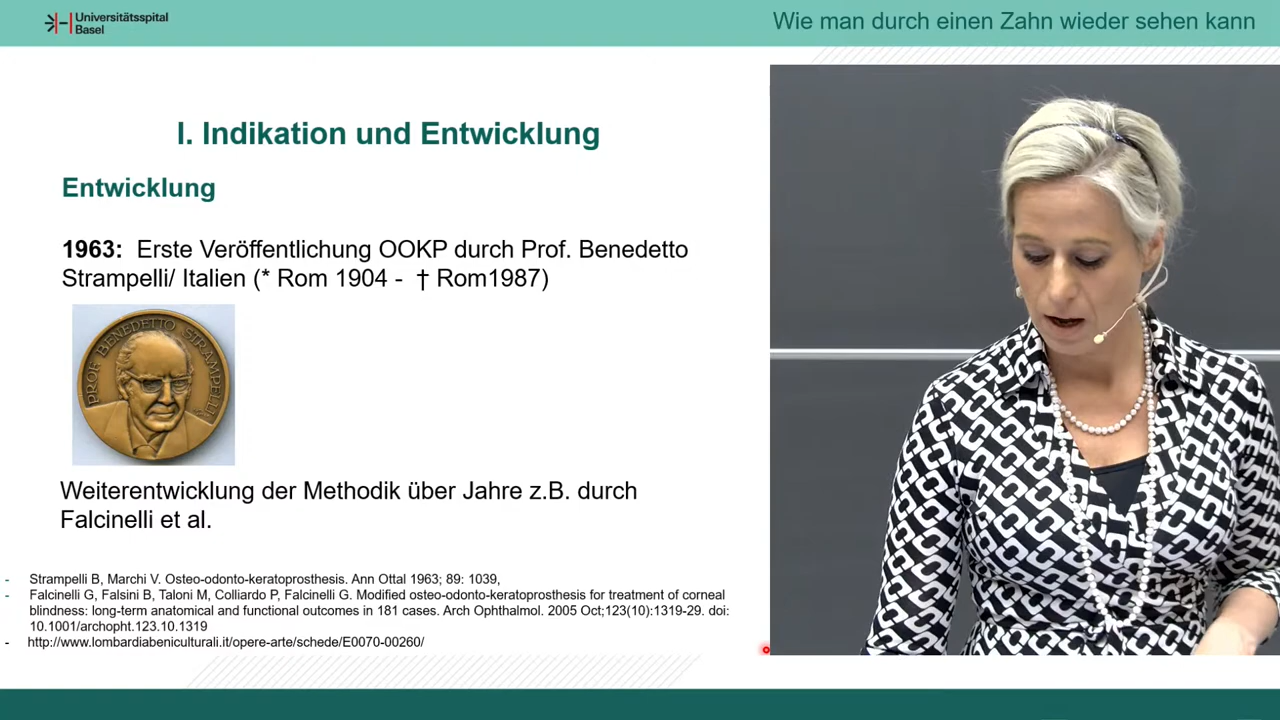 Universitätsspital
Basel
Wie man durch einen Zahn wieder sehen kann
I. Indikation und Entwicklung
Entwicklung
1963: Erste Veröffentlichung OOKP durch Prof. Benedetto
Strampelli/ Italien (* Rom 1904 - † Rom1987)
PROF BENEDETTO STRAMPELLI
Weiterentwicklung der Methodik über Jahre z.B. durch
Falcinelli et al.
- Strampelli B, Marchi V. Osteo-odonto-keratoprosthesis. Ann Ottal 1963; 89: 1039,
- Falcinelli G, Falsini B, Taloni M, Colliardo P, Falcinelli G. Modified osteo-odonto-keratoprosthesis for treatment of corneal
blindness: long-term anatomical and functional outcomes in 181 cases. Arch Ophthalmol. 2005 Oct;123(10):1319-29. doi:
10.1001/archopht.123.10.1319
- http://www.lombardiabeniculturali.it/opere-arte/schede/E0070-00260/